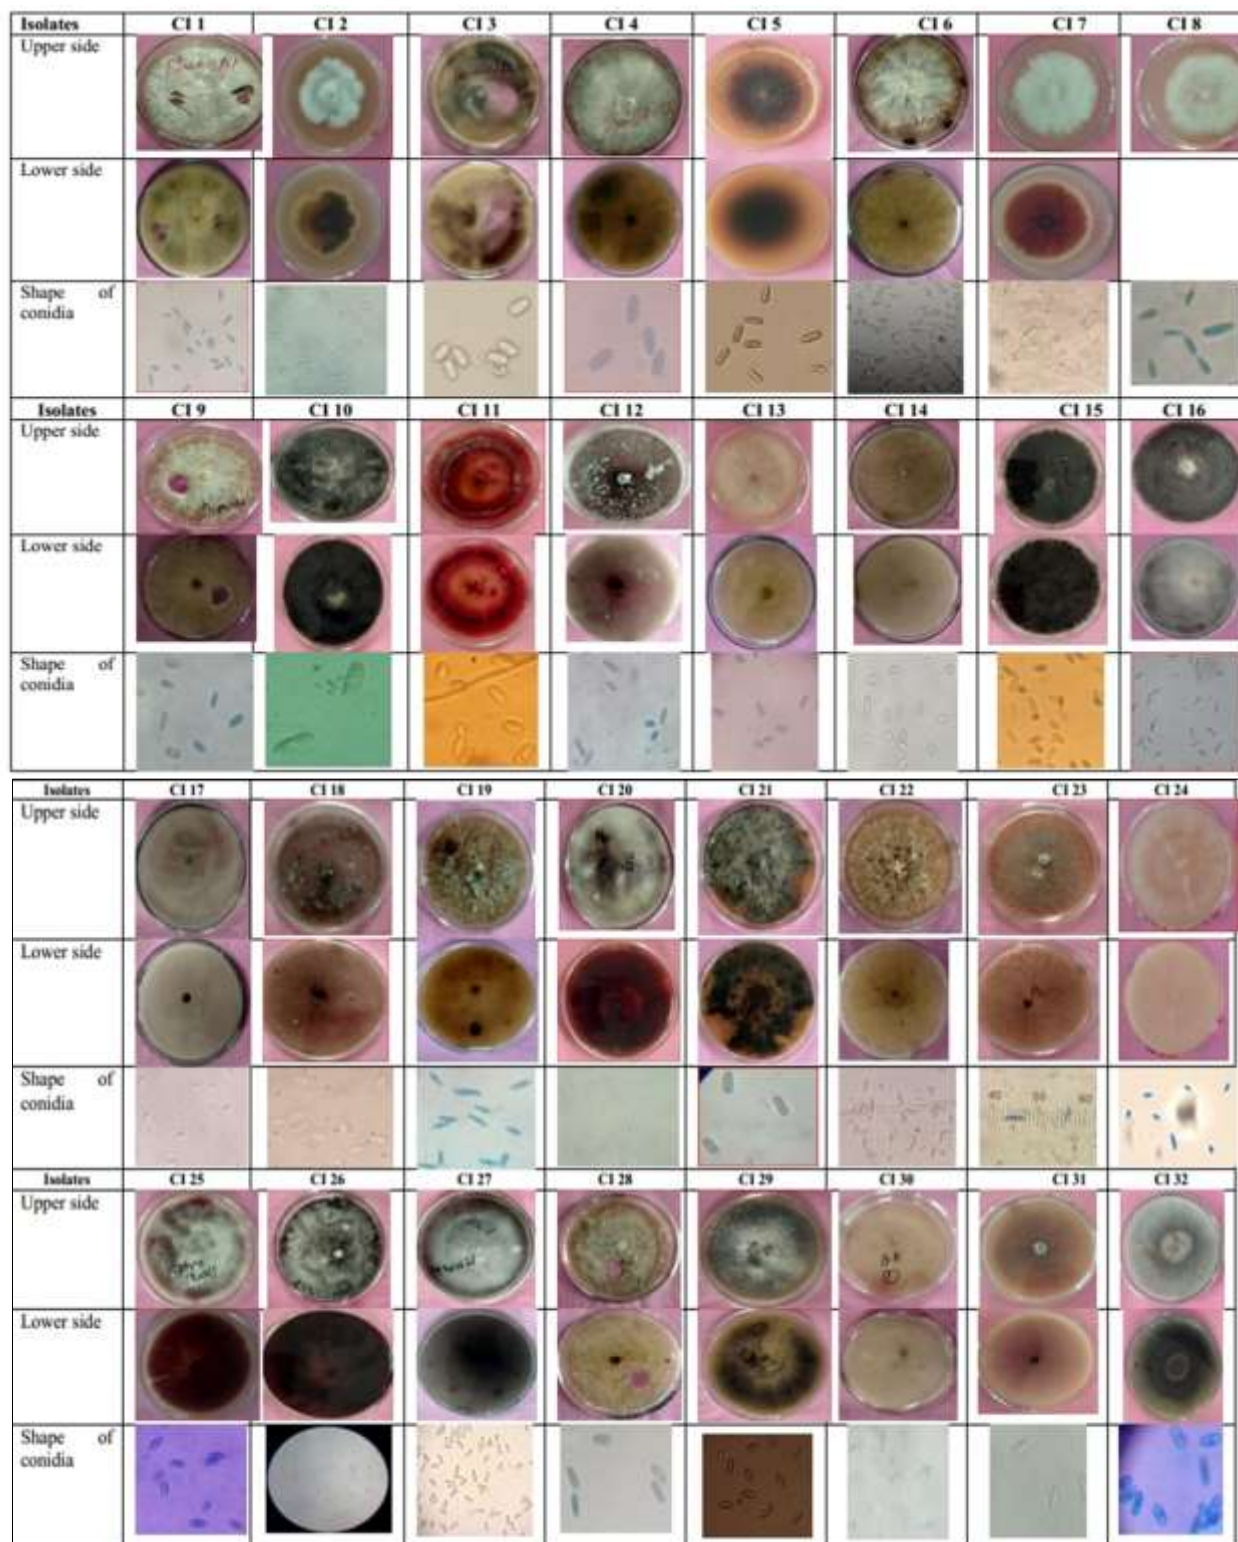 Isolates CI 1 CI 2 CI 3 CI 4 CI 5 CI 6 CI 7 CI 8
Upper side
Lower side
Shape of
conidia
Isolates CI 9 CI 10 CI 11 CI 12 CI 13 CI 14 CI 15 CI 16
Upper side
Lower side
Shape of
conidia
Isolates CI 17 CI 18 CI 19 CI 20 CI 21 CI 22 CI 23 CI 24
Upper side
Lower side
Shape of
conidia
40 50 60
Isolates CI 25 CI 26 CI 27 CI 28 CI 29 CI 30 CI 31 CI 32
Upper side
Lower side
Shape of
conidia